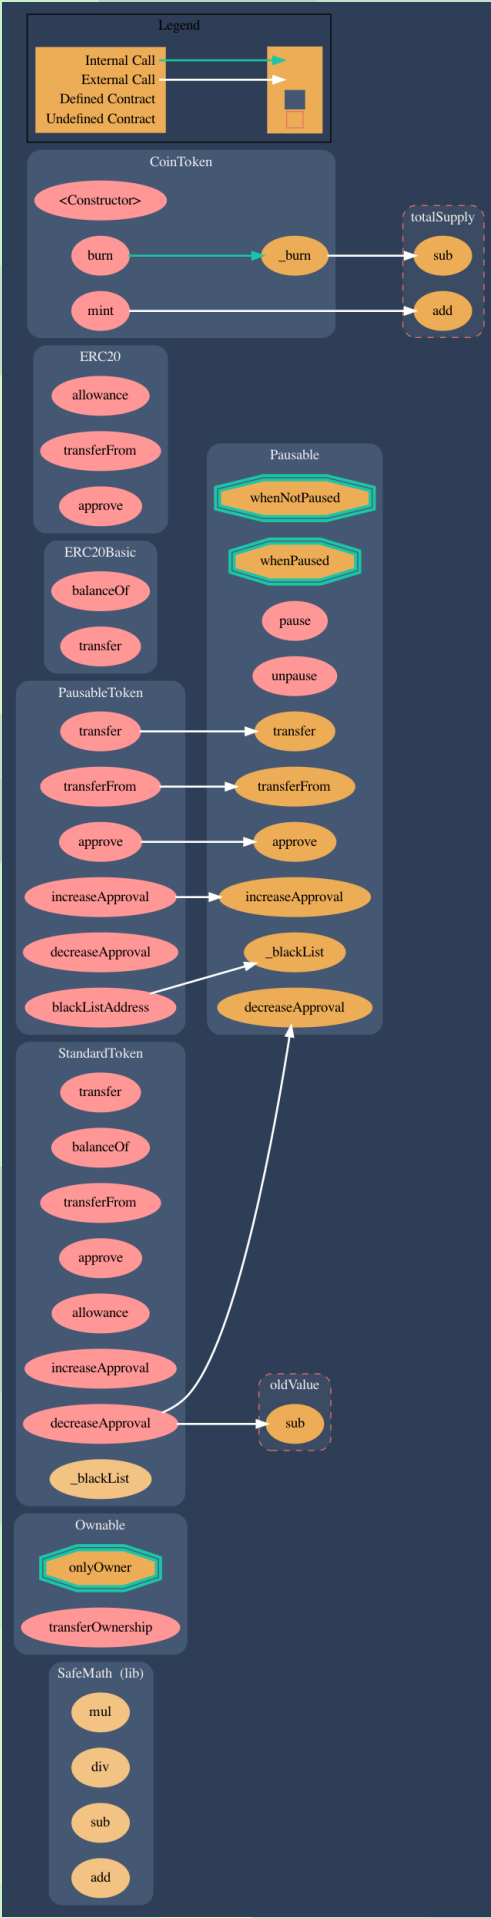 Legend
Internal Call
External Call
Defined Contract
Undefined Contract
CoinToken
<Constructor>
burn
_burn
mint
totalSupply
sub
add
ERC20
allowance
transferFrom
approve
ERC20Basic
balanceOf
transfer
Pausable
whenNotPaused
whenPaused
pause
unpause
transfer
transferFrom
approve
increaseApproval
_blackList
decreaseApproval
PausableToken
transfer
transferFrom
approve
increaseApproval
decreaseApproval
blackListAddress
StandardToken
transfer
balanceOf
transferFrom
approve
allowance
increaseApproval
decreaseApproval
_blackList
oldValue
sub
Ownable
onlyOwner
transferOwnership
SafeMath (lib)
mul
div
sub
add